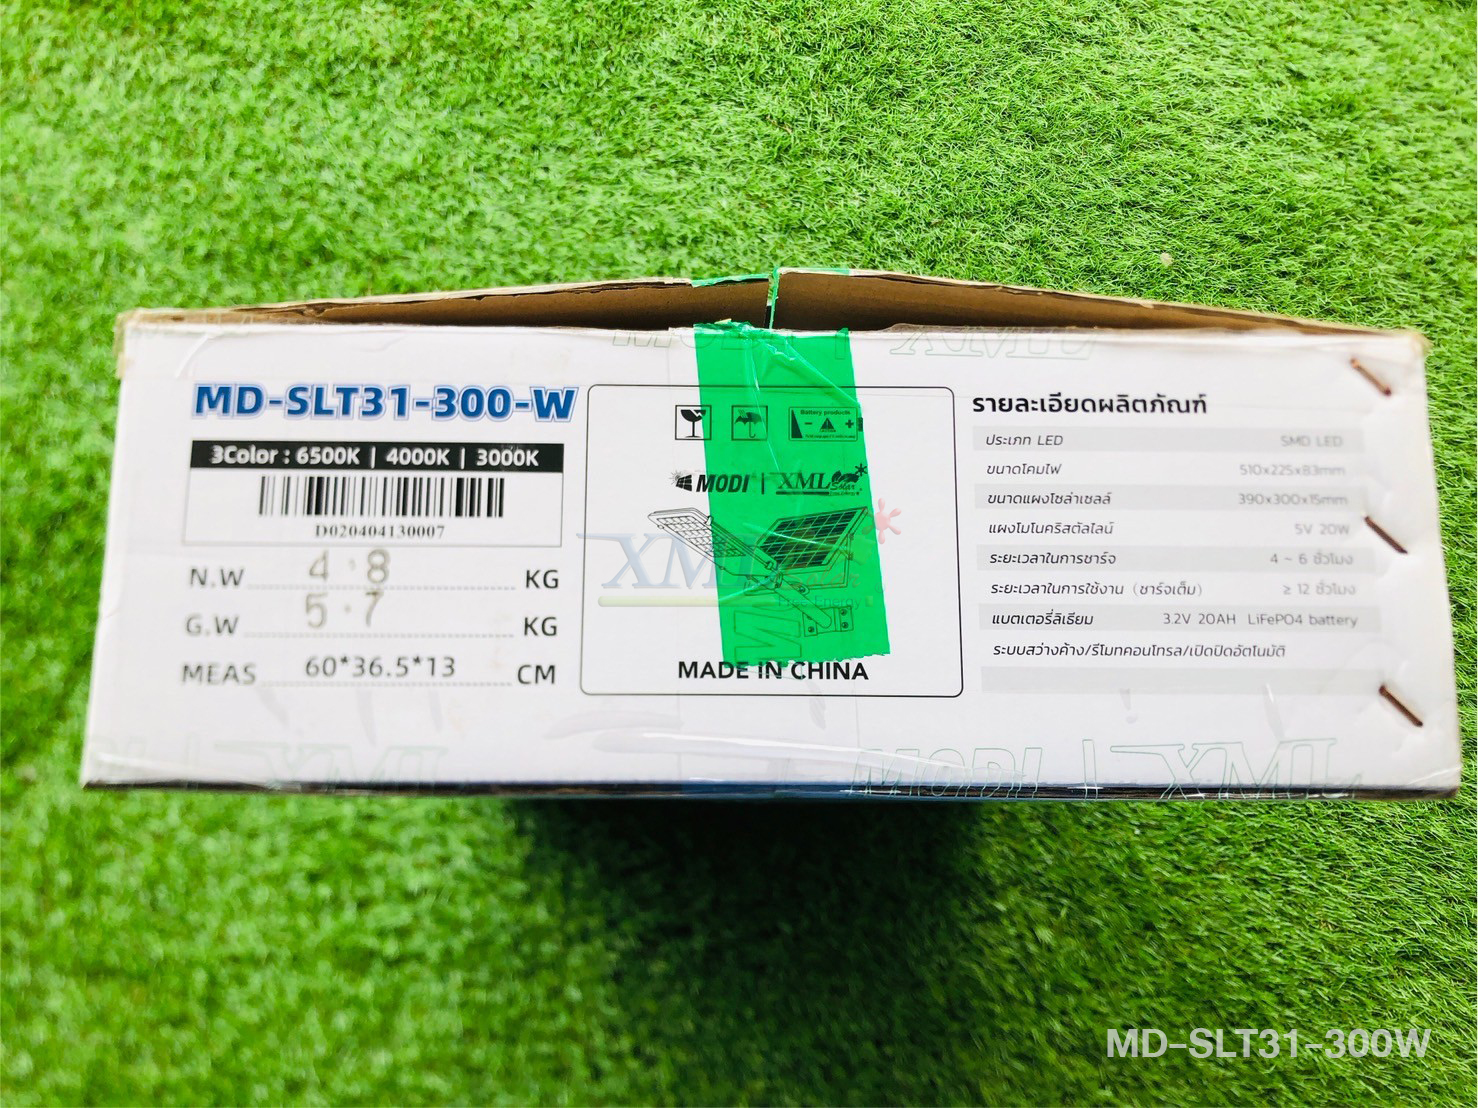 MD-SLT31-300-W
3Color : 6500K | 4000K | 3000K
D020404130007
N.W 4.8 KG
G.W 5.7 KG
MEAS 60*36.5*13 CM
Battery products
MODI | XML Solar
XML
Free Energy
MADE IN CHINA
รายละเอียดผลิตภัณฑ์
ประเภท LED SMD LED
ขนาดโคมไฟ 510x225x83mm
ขนาดแผงโซล่าเซลล์ 390x300x15mm
แผงโมโนคริสตัลไลน์ 5V 20W
ระยะเวลาในการชาร์จ 4 ~ 6 ชั่วโมง
ระยะเวลาในการใช้งาน (ชาร์จเต็ม) ≥ 12 ชั่วโมง
แบตเตอรี่ลิเธียม 3.2V 20AH LiFePO4 battery
ระบบสว่างค้าง/รีโมทคอนโทรล/เปิดปิดอัตโนมัติ
MODI | XML
MD-SLT31-300W